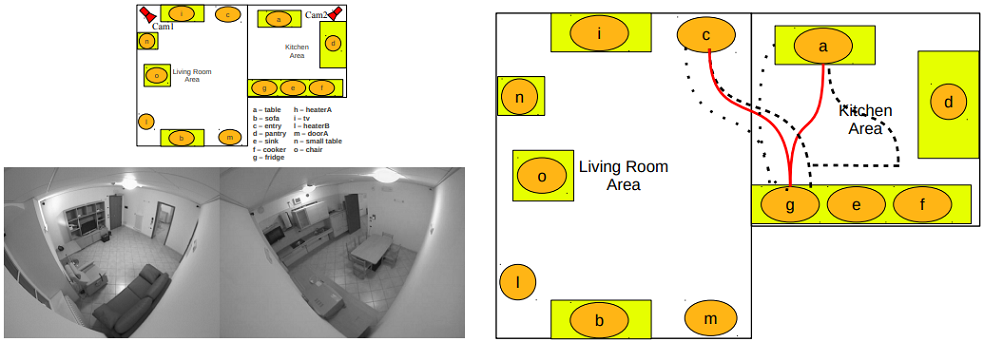 Cam1
Cam2
i
c
a
n
d
Kitchen
Area
o
Living Room
Area
g e f
l
b
m
a – table h – heaterA
b – sofa i – tv
c – entry l – heaterB
d – pantry m – doorA
e – sink n – small table
f – cooker o – chair
g – fridge
i
c
a
n
d
Kitchen
Area
o
Living Room
Area
g e f
l
b
m